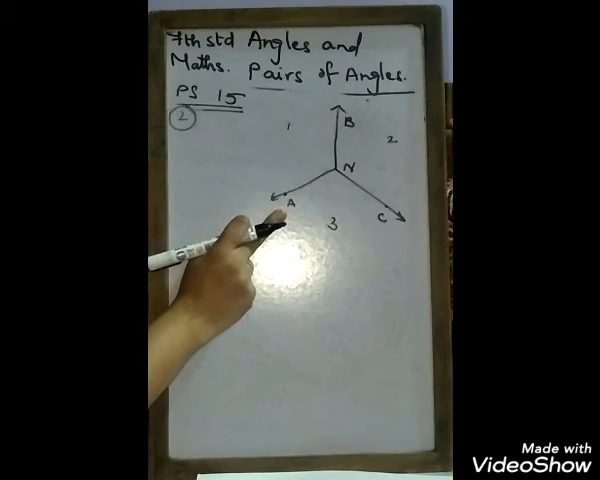 7th std Angles and
Maths. Pairs of Angles.
PS 15
2
1
B
2
N
A
C
3
Made with
VideoShow